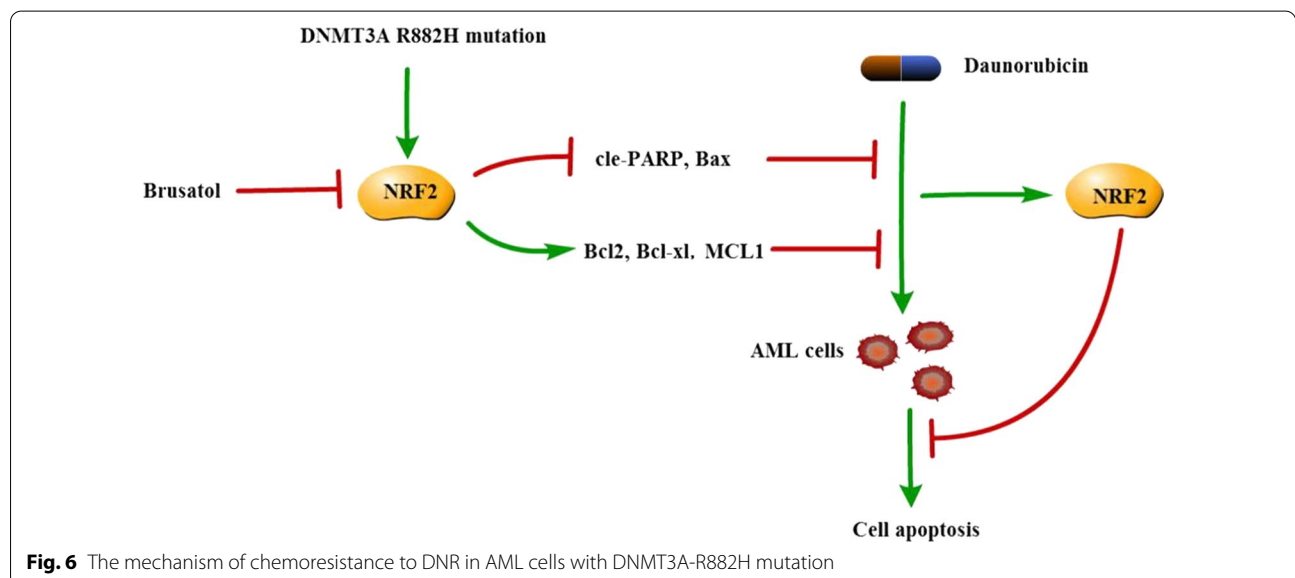 DNMT3A R882H mutation
Daunorubicin
cle-PARP, Bax
Brusatol
NRF2
NRF2
Bcl2, Bcl-xl, MCL1
AML cells
Cell apoptosis
Fig. 6 The mechanism of chemoresistance to DNR in AML cells with DNMT3A-R882H mutation